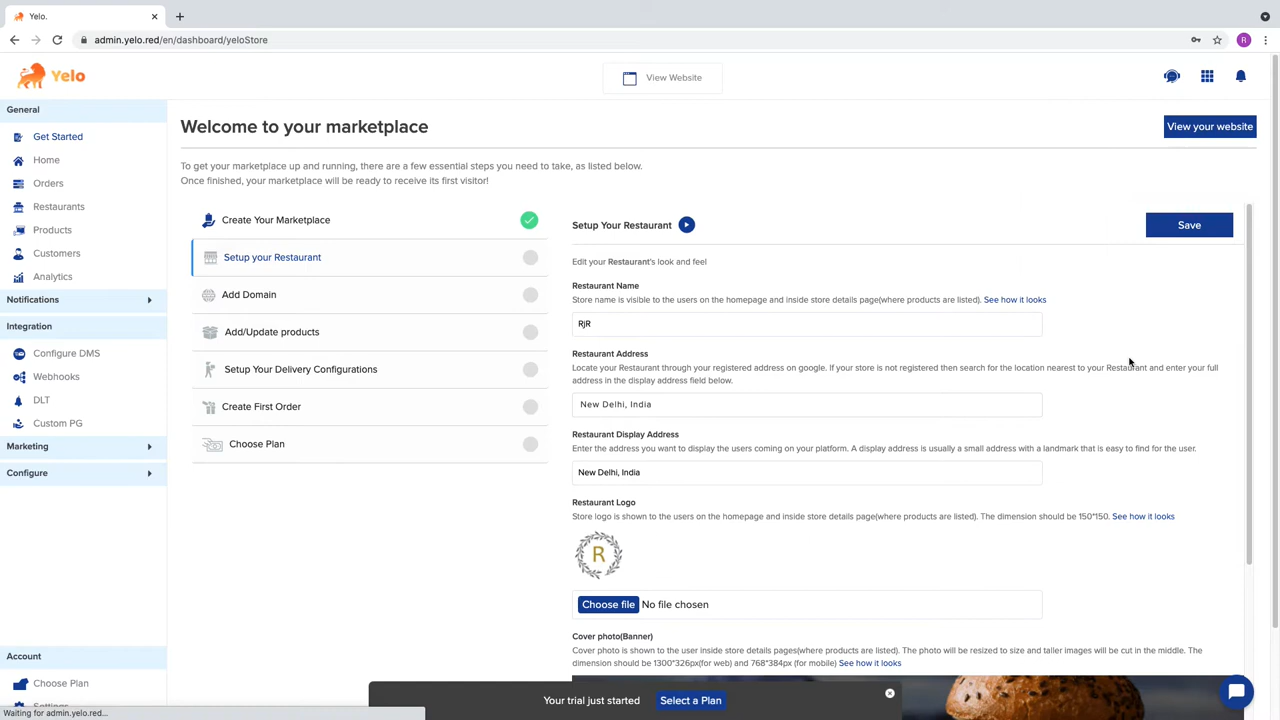 Yelo.
admin.yelo.red/en/dashboard/yeloStore
R
Yelo
View Website
General
Get Started
Home
Orders
Restaurants
Products
Customers
Analytics
Notifications
Integration
Configure DMS
Webhooks
DLT
Custom PG
Marketing
Configure
Account
Choose Plan
Welcome to your marketplace
View your website
To get your marketplace up and running, there are a few essential steps you need to take, as listed below.
Once finished, your marketplace will be ready to receive its first visitor!
Create Your Marketplace
Setup your Restaurant
Add Domain
Add/Update products
Setup Your Delivery Configurations
Create First Order
Choose Plan
Setup Your Restaurant
Save
Edit your Restaurant's look and feel
Restaurant Name
Store name is visible to the users on the homepage and inside store details page(where products are listed). See how it looks
RJR
Restaurant Address
Locate your Restaurant through your registered address on google. If your store is not registered then search for the location nearest to your Restaurant and enter your full
address in the display address field below.
New Delhi, India
Restaurant Display Address
Enter the address you want to display the users coming on your platform. A display address is usually a small address with a landmark that is easy to find for the user.
New Delhi, India
Restaurant Logo
Store logo is shown to the users on the homepage and inside store details page(where products are listed). The dimension should be 150*150. See how it looks
R
Choose file No file chosen
Cover photo(Banner)
Cover photo is shown to the user inside store details pages(where products are listed). The photo will be resized to size and taller images will be cut in the middle. The
dimension should be 1300*326px(for web) and 768*384px (for mobile) See how it looks
Your trial just started Select a Plan
Waiting for admin.yelo.red...